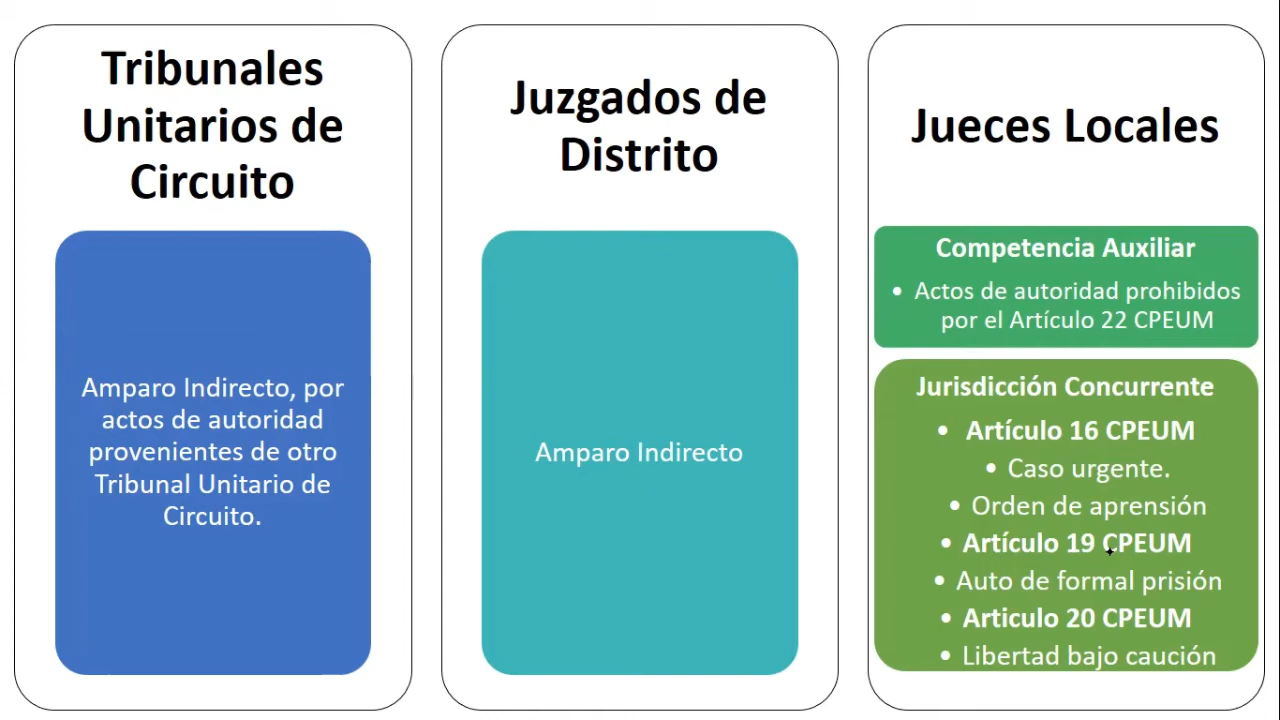 Tribunales
Unitarios de
Circuito
Amparo Indirecto, por
actos de autoridad
provenientes de otro
Tribunal Unitario de
Circuito.
Juzgados de
Distrito
Amparo Indirecto
Jueces Locales
Competencia Auxiliar
• Actos de autoridad prohibidos
por el Artículo 22 CPEUM
Jurisdicción Concurrente
• Artículo 16 CPEUM
• Caso urgente.
• Orden de aprensión
• Artículo 19 CPEUM
• Auto de formal prisión
• Articulo 20 CPEUM
• Libertad bajo caución